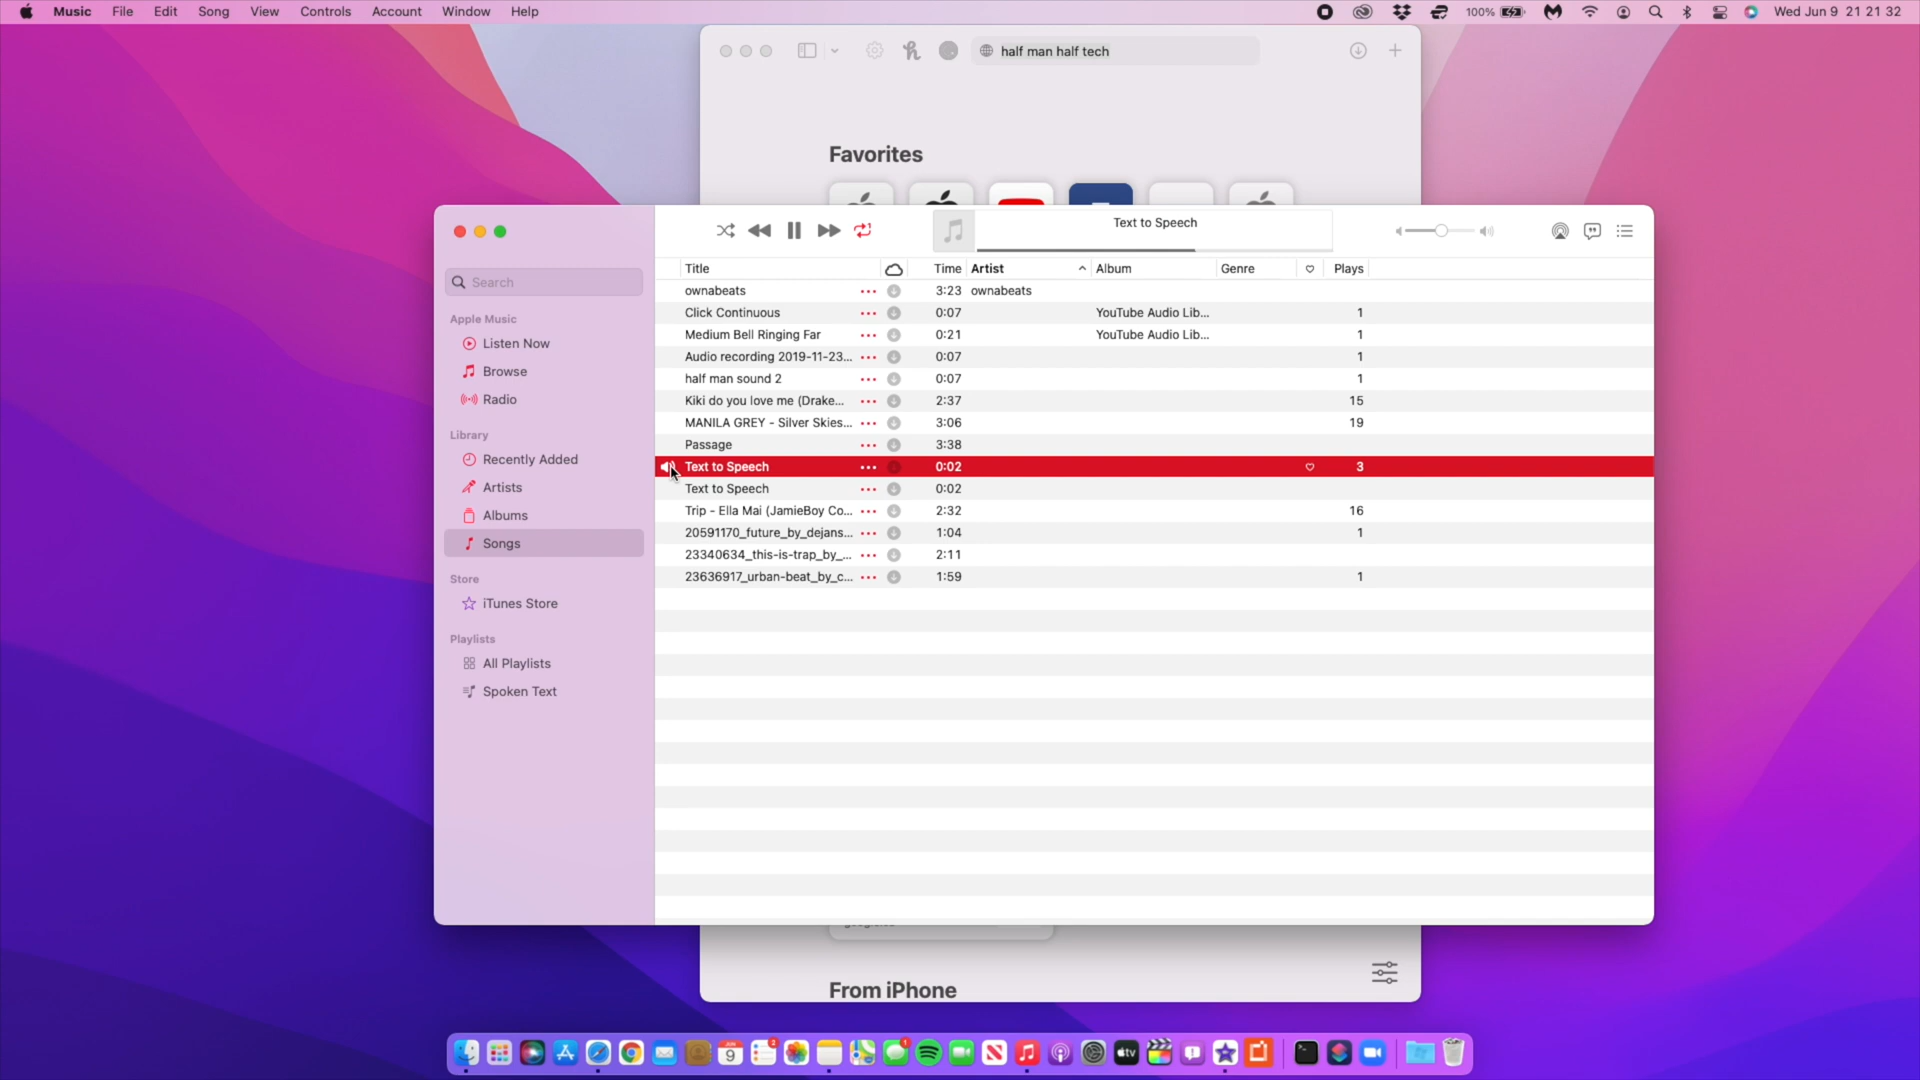 Music File Edit Song View Controls Account Window Help 100% Wed Jun 9 21 21 32
half man half tech
Favorites
Text to Speech
Search
Title Time Artist Album Genre Plays
ownabeats 3:23 ownabeats
Click Continuous 0:07 YouTube Audio Lib... 1
Medium Bell Ringing Far 0:21 YouTube Audio Lib... 1
Audio recording 2019-11-23... 0:07 1
half man sound 2 0:07 1
Kiki do you love me (Drake... 2:37 15
MANILA GREY - Silver Skies... 3:06 19
Passage 3:38
Text to Speech 0:02 3
Text to Speech 0:02
Trip - Ella Mai (JamieBoy Co... 2:32 16
20591170_future_by_dejans... 1:04 1
23340634_this-is-trap_by_... 2:11
23636917_urban-beat_by_c... 1:59 1
Apple Music
Listen Now
Browse
Radio
Library
Recently Added
Artists
Albums
Songs
Store
iTunes Store
Playlists
All Playlists
Spoken Text
From iPhone
JUN
9
2
1
tv